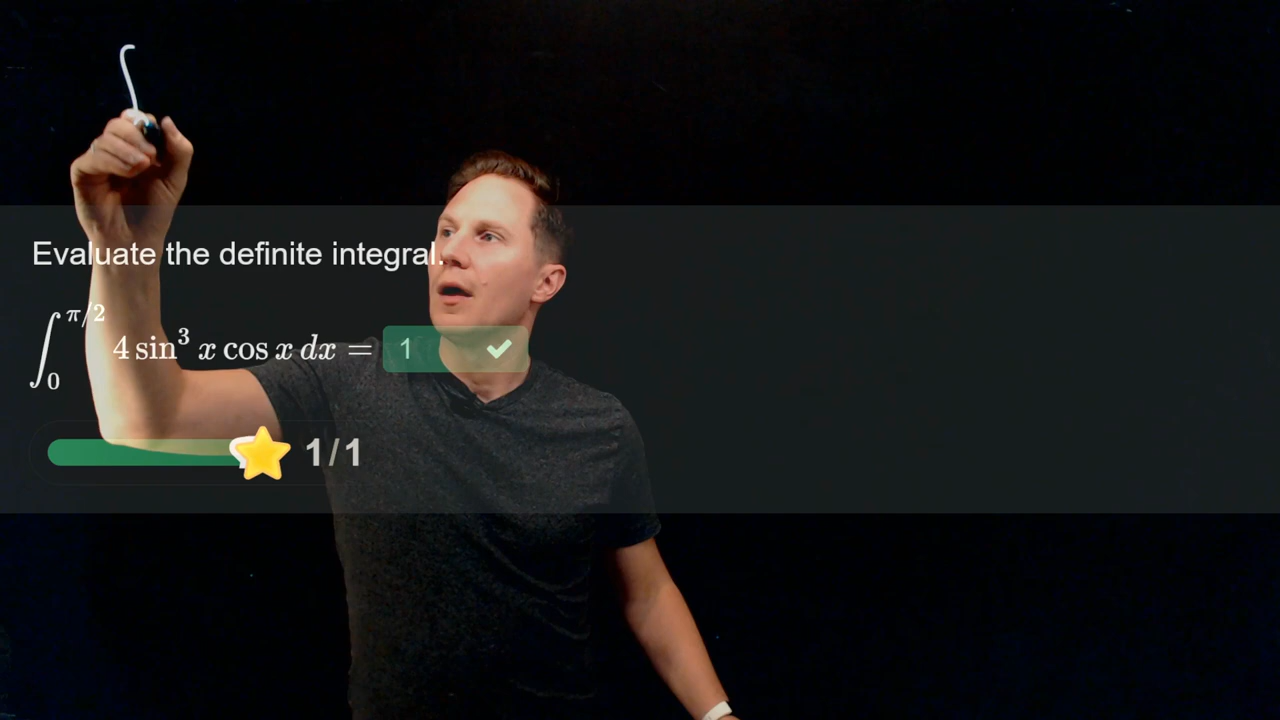 Evaluate the definite integral.
∫₀^{π/2} 4 sin³ x cos x dx = 1
1/1